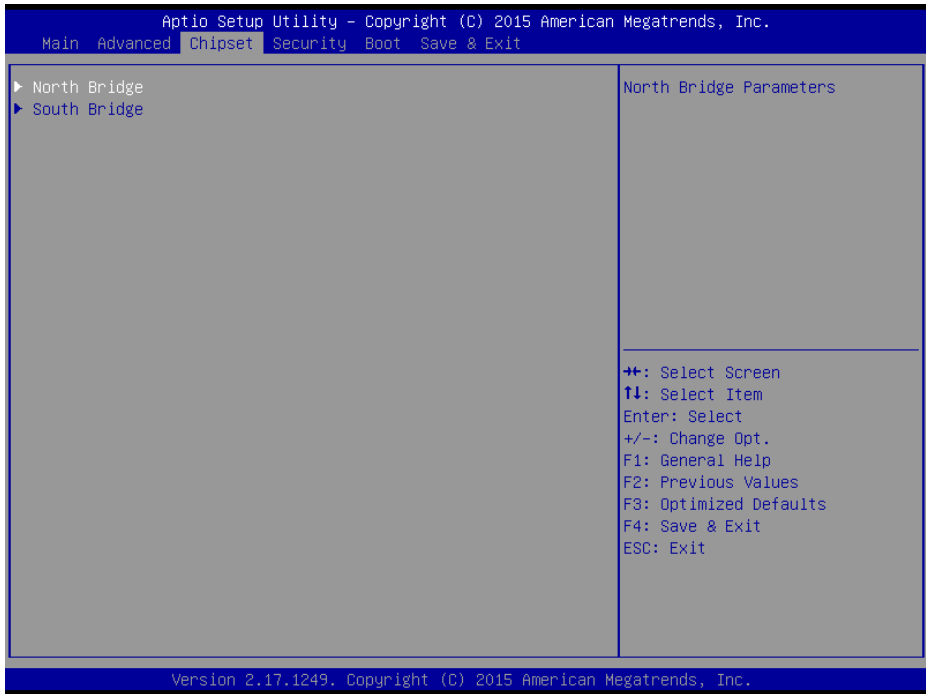 Aptio Setup Utility – Copyright (C) 2015 American Megatrends, Inc.
Main Advanced Chipset Security Boot Save & Exit
▶ North Bridge
▶ South Bridge
North Bridge Parameters
→←: Select Screen
↑↓: Select Item
Enter: Select
+/-: Change Opt.
F1: General Help
F2: Previous Values
F3: Optimized Defaults
F4: Save & Exit
ESC: Exit
Version 2.17.1249. Copyright (C) 2015 American Megatrends, Inc.